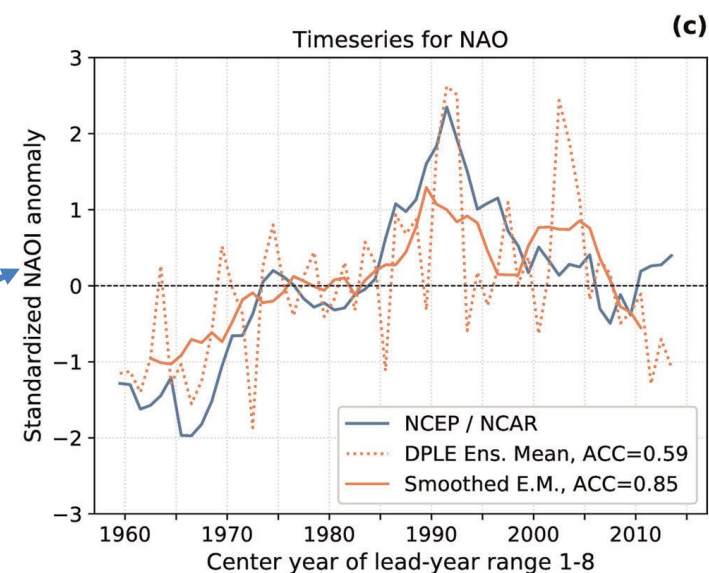 (c)
Timeseries for NAO
Standardized NAOI anomaly
3
2
1
0
−1
−2
−3
NCEP / NCAR
DPLE Ens. Mean, ACC=0.59
Smoothed E.M., ACC=0.85
1960 1970 1980 1990 2000 2010
Center year of lead-year range 1-8